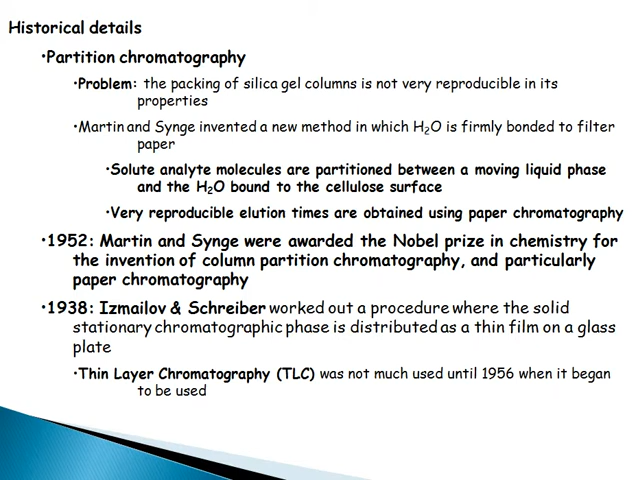 Historical details
•Partition chromatography
•Problem: the packing of silica gel columns is not very reproducible in its
properties
•Martin and Synge invented a new method in which H₂O is firmly bonded to filter
paper
•Solute analyte molecules are partitioned between a moving liquid phase
and the H₂O bound to the cellulose surface
•Very reproducible elution times are obtained using paper chromatography
•1952: Martin and Synge were awarded the Nobel prize in chemistry for
the invention of column partition chromatography, and particularly
paper chromatography
•1938: Izmailov & Schreiber worked out a procedure where the solid
stationary chromatographic phase is distributed as a thin film on a glass
plate
•Thin Layer Chromatography (TLC) was not much used until 1956 when it began
to be used